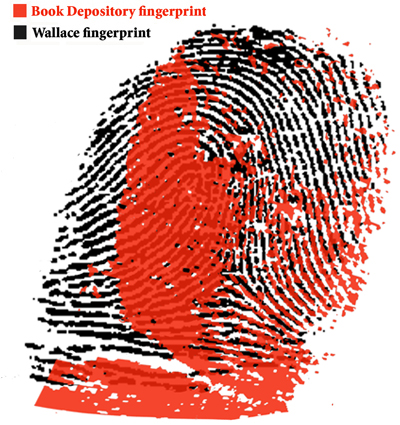 Book Depository fingerprint
Wallace fingerprint